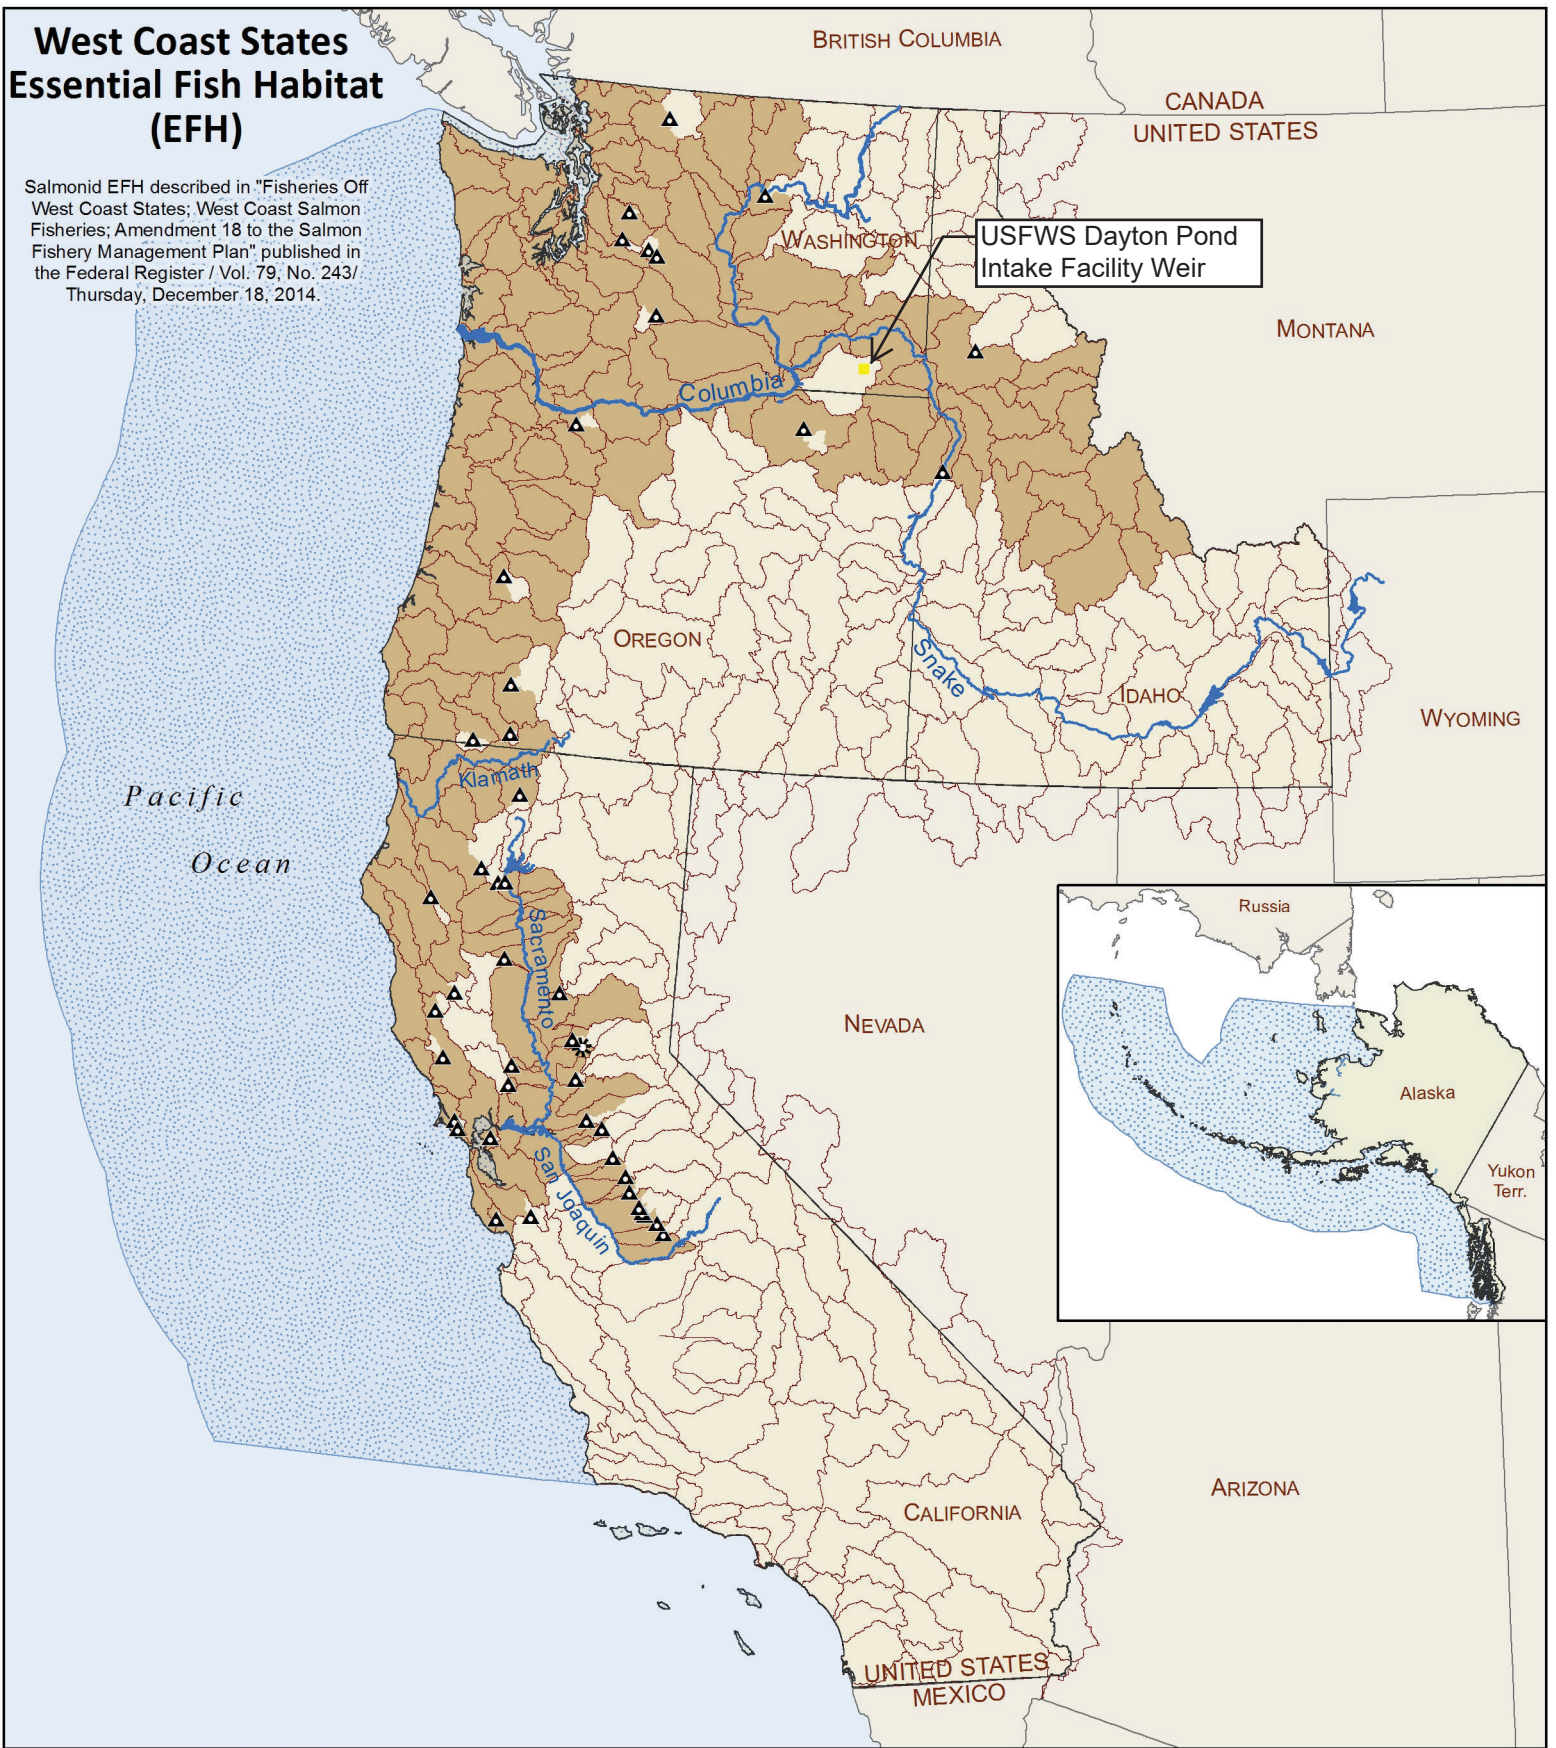 West Coast States
Essential Fish Habitat
(EFH)
Salmonid EFH described in "Fisheries Off
West Coast States; West Coast Salmon
Fisheries; Amendment 18 to the Salmon
Fishery Management Plan" published in
the Federal Register / Vol. 79, No. 243/
Thursday, December 18, 2014.
BRITISH COLUMBIA
CANADA
UNITED STATES
WASHINGTON
USFWS Dayton Pond
Intake Facility Weir
MONTANA
Columbia
OREGON
Snake
IDAHO
WYOMING
Klamath
Pacific
Ocean
Sacramento
NEVADA
San Joaquin
Russia
Alaska
Yukon
Terr.
CALIFORNIA
ARIZONA
UNITED STATES
MEXICO